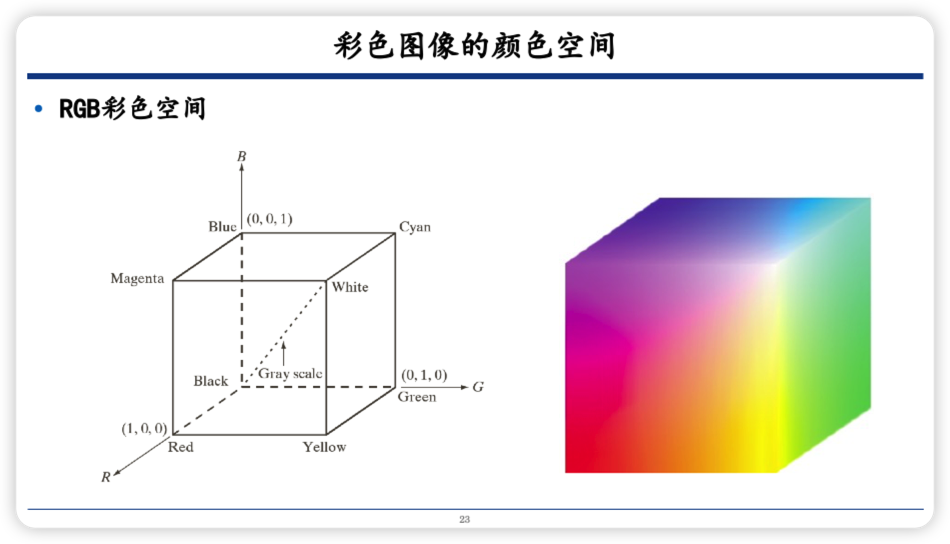 彩色图像的颜色空间
• RGB彩色空间
B
Blue (0, 0, 1)
Cyan
Magenta
White
Gray scale
Black
(0, 1, 0)
G
Green
(1, 0, 0)
Red
Yellow
R
23